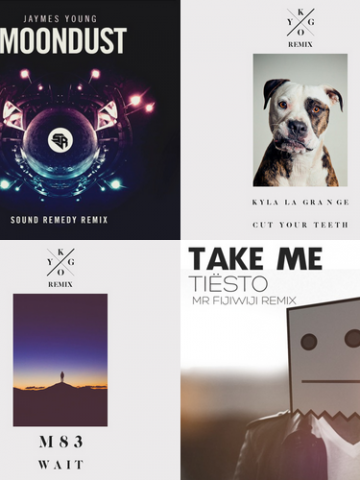 JAYMES YOUNG
MOONDUST
SR
SOUND REMEDY REMIX
K
Y G
O
REMIX
KYLA LA GRANGE
CUT YOUR TEETH
K
Y G
O
REMIX
M83
WAIT
TAKE ME
TIËSTO
MR FIJIWIJI REMIX